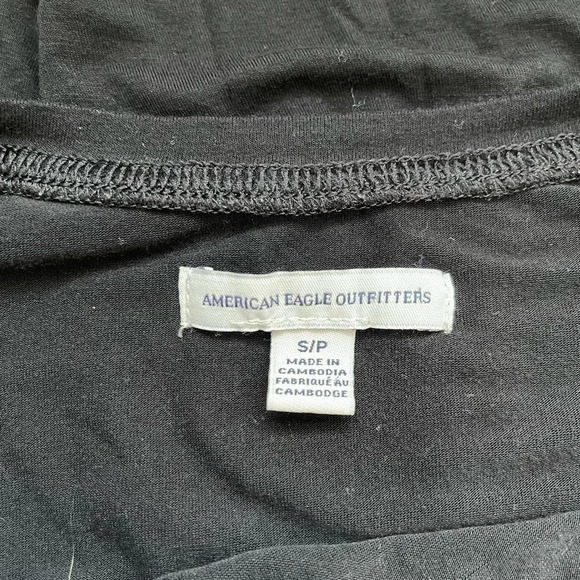 AMERICAN EAGLE OUTFITTERS
S/P
MADE IN
CAMBODIA
FABRIQUÉ AU
CAMBODGE